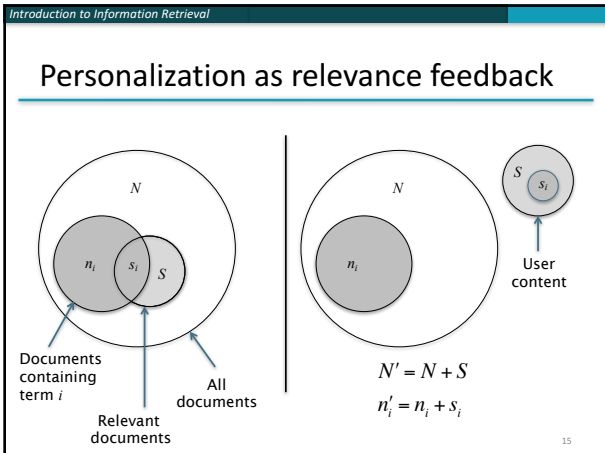 Introduction to Information Retrieval
Personalization as relevance feedback
N
n_i
s_i
S
Documents
containing
term i
Relevant
documents
All
documents
N
n_i
S
s_i
User
content
N′ = N + S
n′_i = n_i + s_i
15